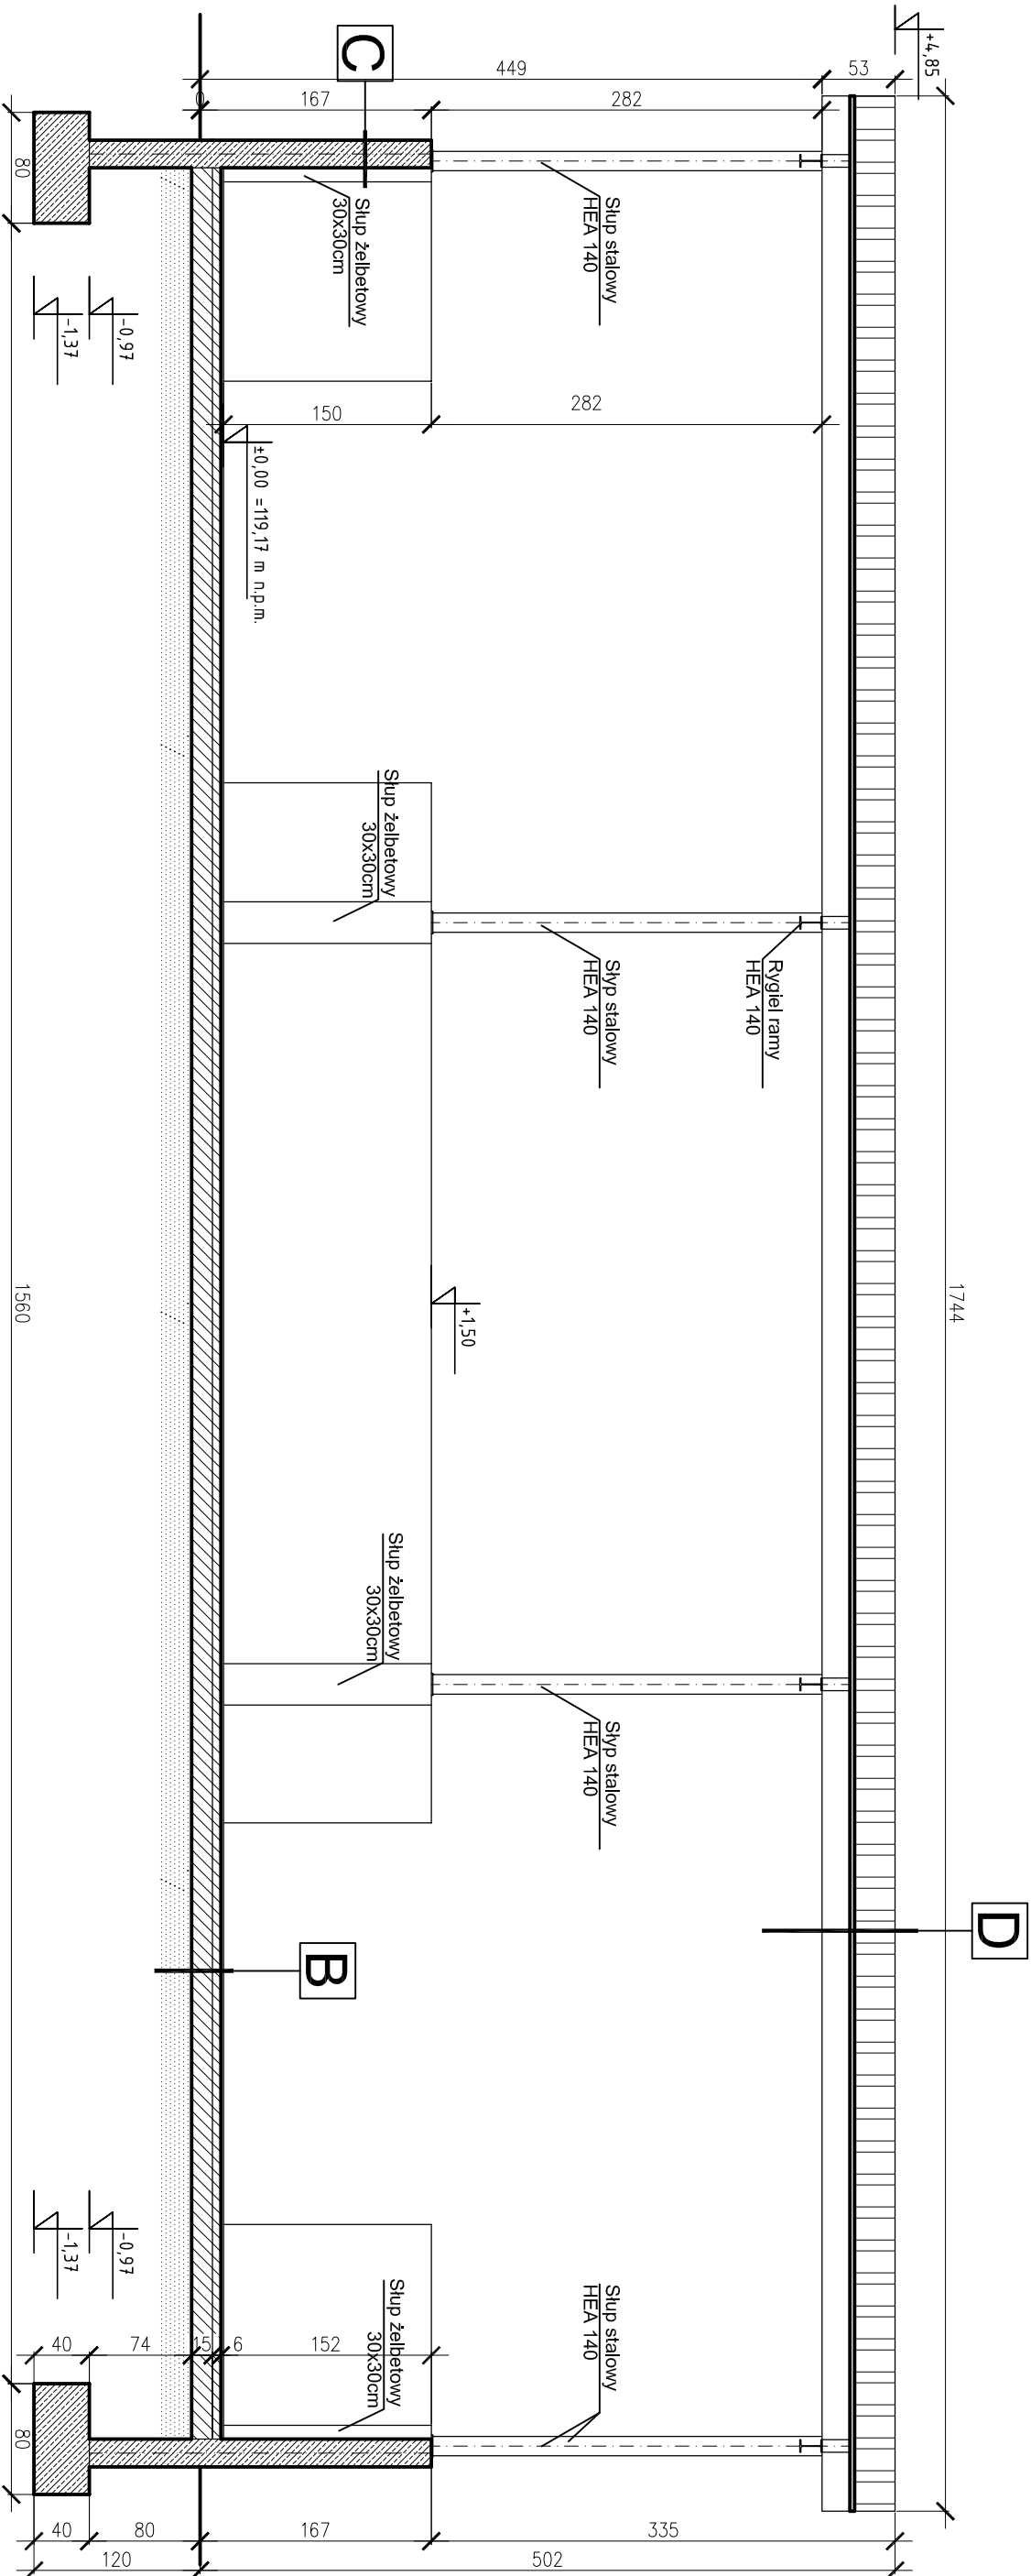 D
1744
+4,85
53
449
282
167
0
C
Słup stalowy
HEA 140
Słup żelbetowy
30x30cm
282
150
±0,00 =119,17 m n.p.m.
Rygiel ramy
HEA 140
Słyp stalowy
HEA 140
Słup żelbetowy
30x30cm
+1,50
Słyp stalowy
HEA 140
Słup żelbetowy
30x30cm
B
Słup stalowy
HEA 140
Słup żelbetowy
30x30cm
152
6
15
74
40
335
167
80
40
502
120
-0,97
-1,37
-0,97
-1,37
80
1560
80